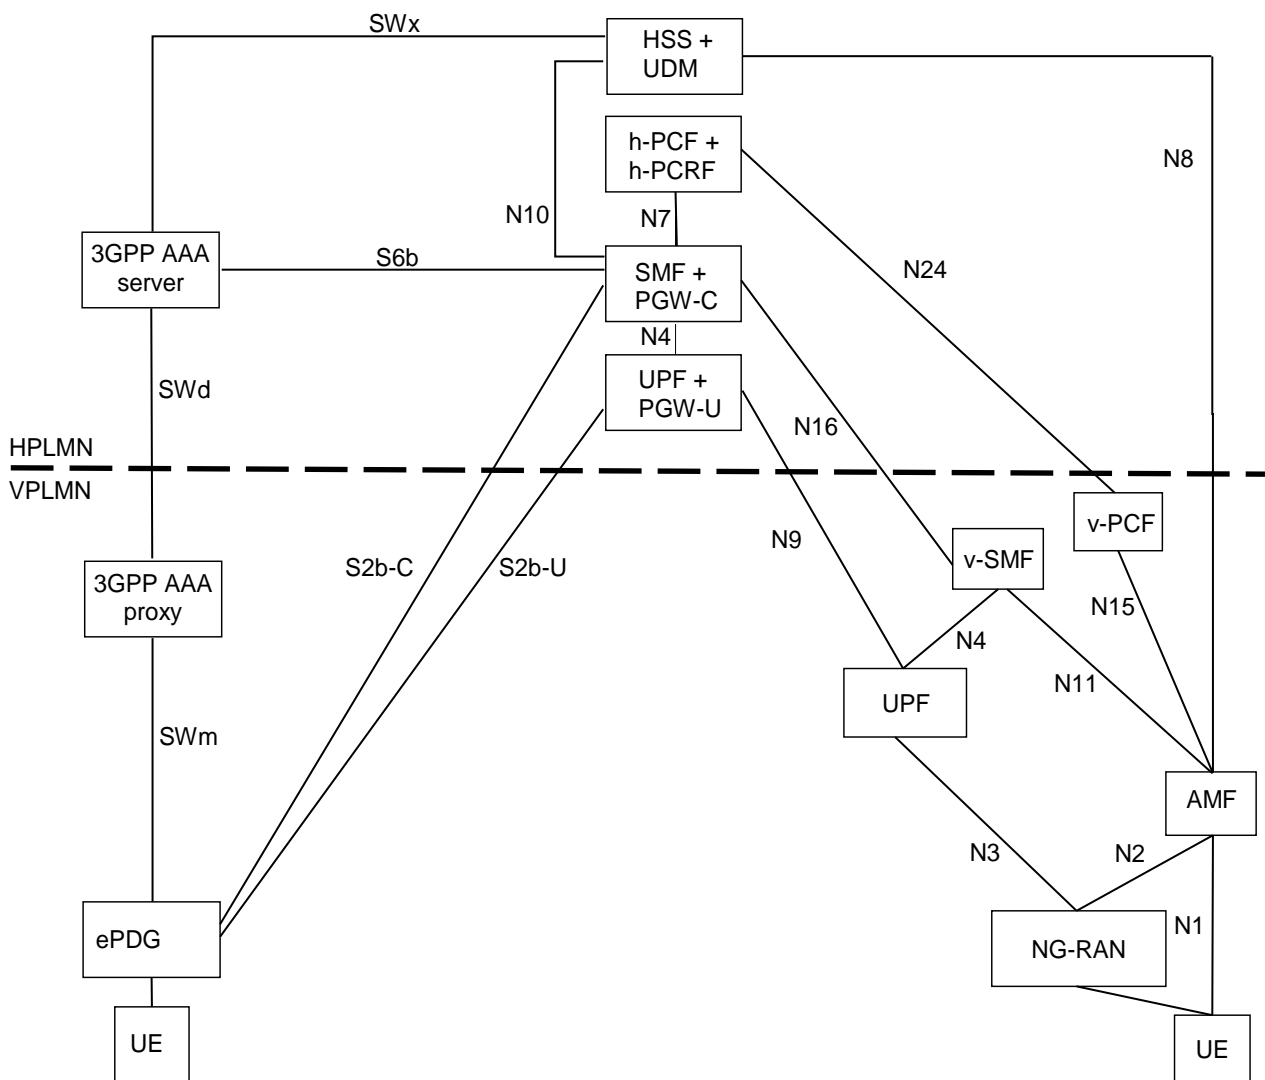 SWx
HSS +
UDM
h-PCF +
h-PCRF
N8
N10
N7
3GPP AAA
server
S6b
SMF +
PGW-C
N24
N4
SWd
UPF +
PGW-U
N16
HPLMN
VPLMN
v-PCF
N9
v-SMF
S2b-C
S2b-U
3GPP AAA
proxy
N15
N4
N11
UPF
SWm
AMF
N3
N2
ePDG
NG-RAN
N1
UE
UE